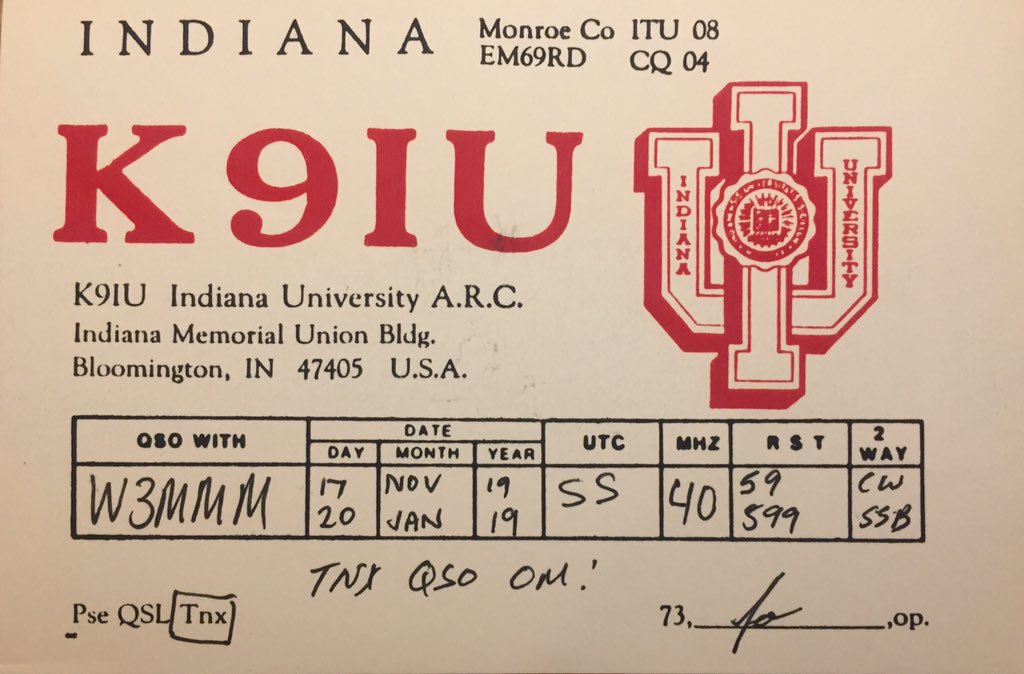 INDIANA Monroe Co ITU 08
EM69RD CQ 04
K9IU
INDIANA
UNIVERSITY
K9IU Indiana University A.R.C.
Indiana Memorial Union Bldg.
Bloomington, IN 47405 U.S.A.
QSO WITH DATE UTC MHZ RST 2 WAY
DAY MONTH YEAR
W3MMM 17 NOV 19 SS 40 59 CW
20 JAN 19 599 SSB
TNX QSO OM!
Pse QSL Tnx 73, ,op.